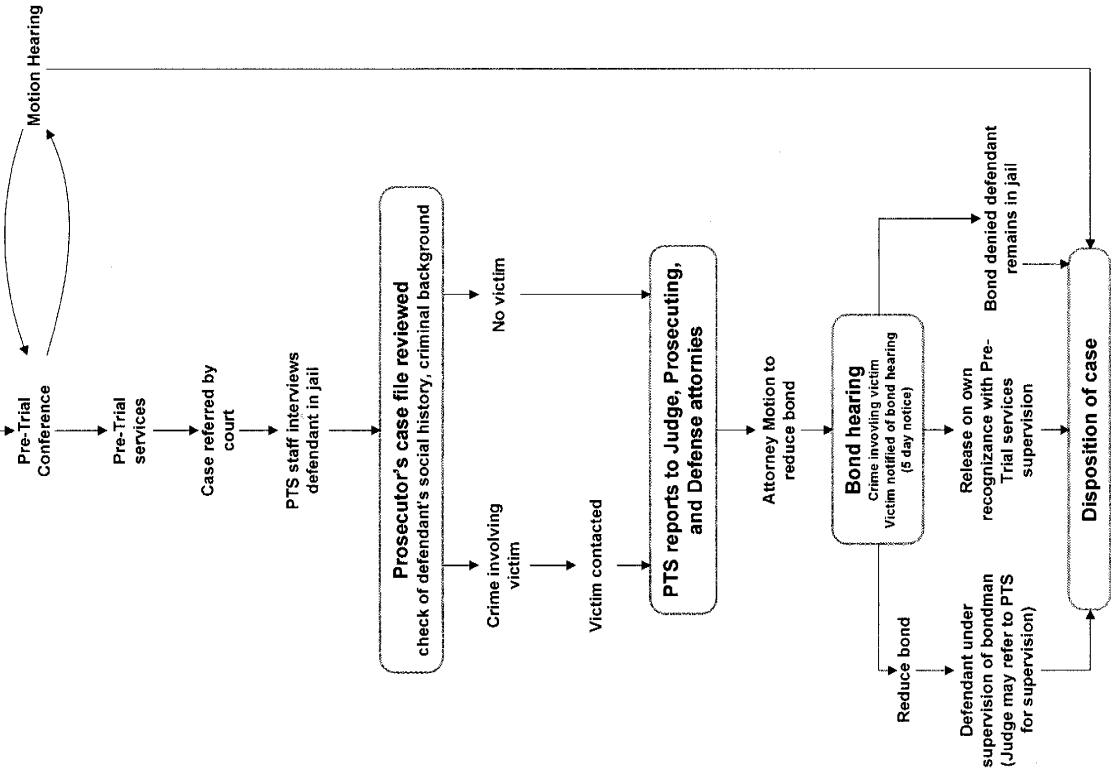 Motion Hearing
Pre-Trial
Conference
Pre-Trial
services
Case referred by
court
PTS staff interviews
defendant in jail
Prosecutor's case file reviewed
check of defendant's social history, criminal background
Crime involving
victim
No victim
Victim contacted
PTS reports to Judge, Prosecuting,
and Defense attornies
Attorney Motion to
reduce bond
Bond hearing
Crime invovling victim
Victim notified of bond hearing
(5 day notice)
Reduce bond
Defendant under
supervision of bondman
(Judge may refer to PTS
for supervision)
Release on own
recognizance with Pre-
Trial services
supervision
Bond denied defendant
remains in jail
Disposition of case